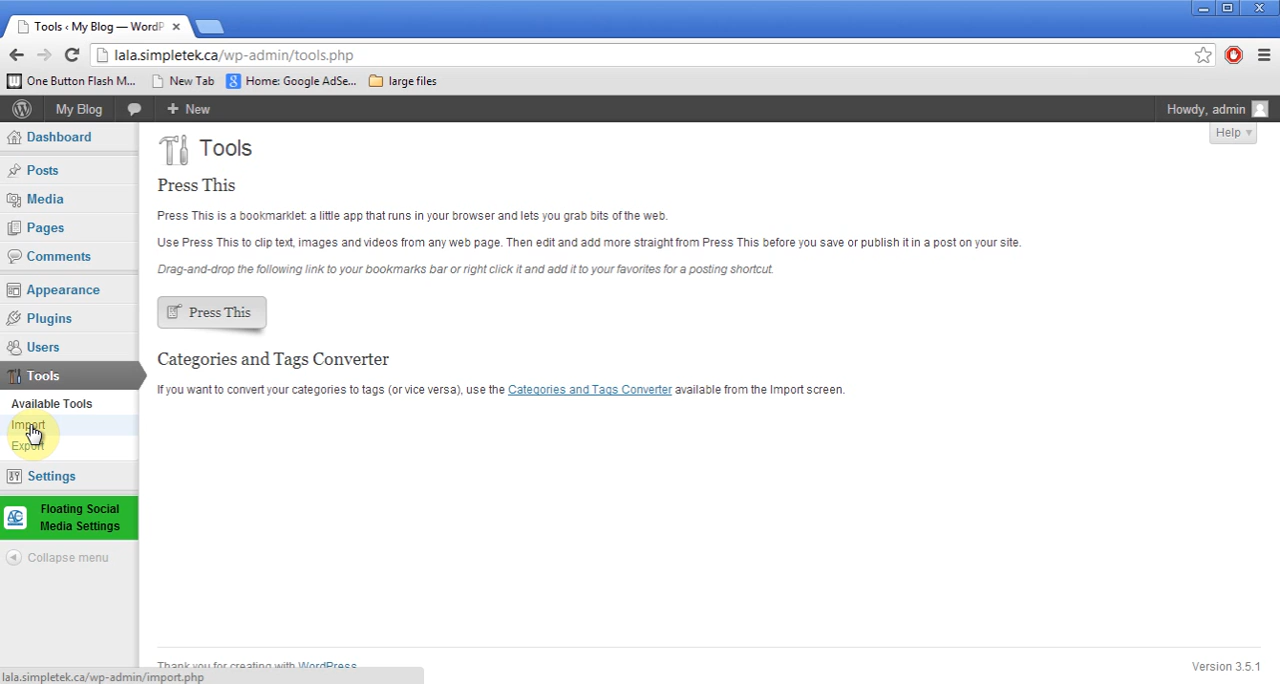 Tools ‹ My Blog — WordP
lala.simpletek.ca/wp-admin/tools.php
One Button Flash M...
New Tab
Home: Google AdSe...
large files
My Blog
+ New
Howdy, admin
Help
Dashboard
Posts
Media
Pages
Comments
Appearance
Plugins
Users
Tools
Available Tools
Import
Export
Settings
Floating Social
Media Settings
Collapse menu
Tools
Press This
Press This is a bookmarklet: a little app that runs in your browser and lets you grab bits of the web.
Use Press This to clip text, images and videos from any web page. Then edit and add more straight from Press This before you save or publish it in a post on your site.
Drag-and-drop the following link to your bookmarks bar or right click it and add it to your favorites for a posting shortcut.
Press This
Categories and Tags Converter
If you want to convert your categories to tags (or vice versa), use the Categories and Tags Converter available from the Import screen.
Thank you for creating with WordPress
Version 3.5.1
lala.simpletek.ca/wp-admin/import.php